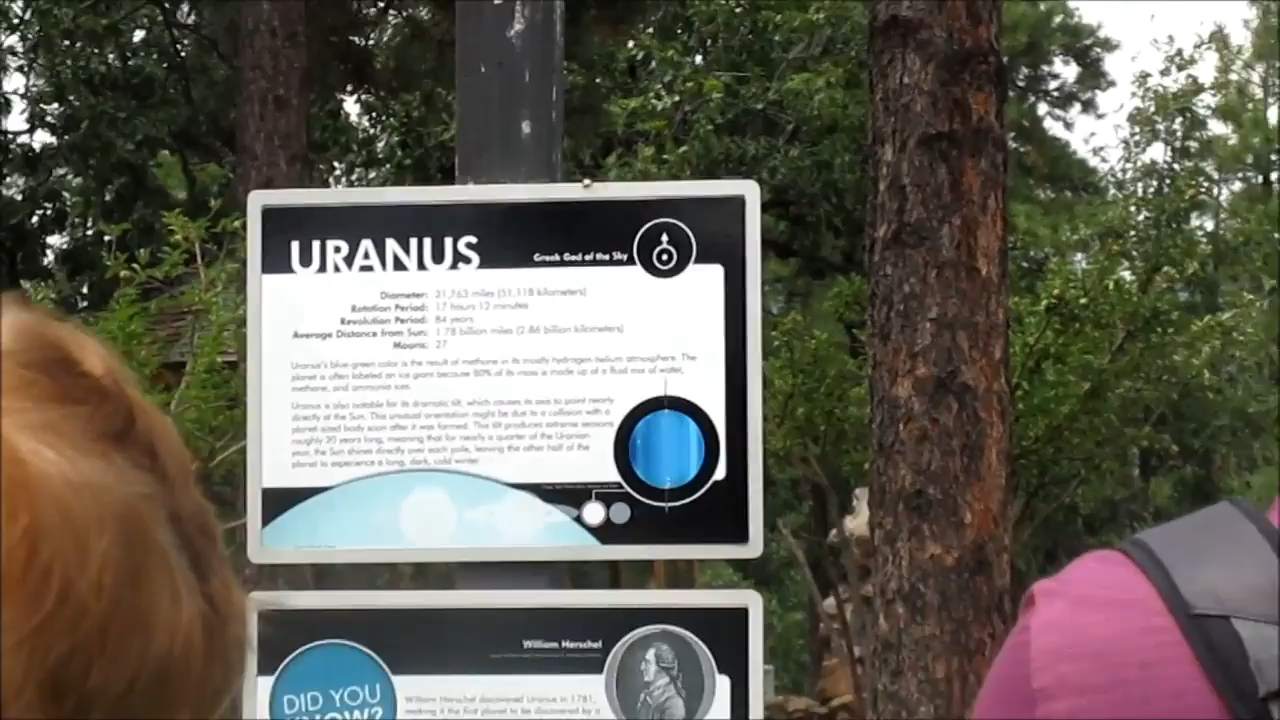 URANUS
Greek God of the Sky
Diameter: 31,763 miles (51,118 kilometers)
Rotation Period: 17 hours 12 minutes
Revolution Period: 84 years
Average Distance from Sun: 1.78 billion miles (2.86 billion kilometers)
Moons: 27
Uranus's blue-green color is the result of methane in its mostly hydrogen-helium atmosphere. The
planet is often labeled an ice giant because 80% of its mass is made up of a fluid mix of water,
methane, and ammonia ices.
Uranus is also notable for its dramatic tilt, which causes its axis to point nearly
directly at the Sun. This unusual orientation might be due to a collision with a
planet-sized body soon after it was formed. This tilt produces extreme seasons
roughly 20 years long, meaning that for nearly a quarter of the Uranian
year, the Sun shines directly over each pole, leaving the other half of the
planet to experience a long, dark, cold winter.
William Herschel
DID YOU
KNOW?
William Herschel discovered Uranus in 1781,
making it the first planet to be discovered by a